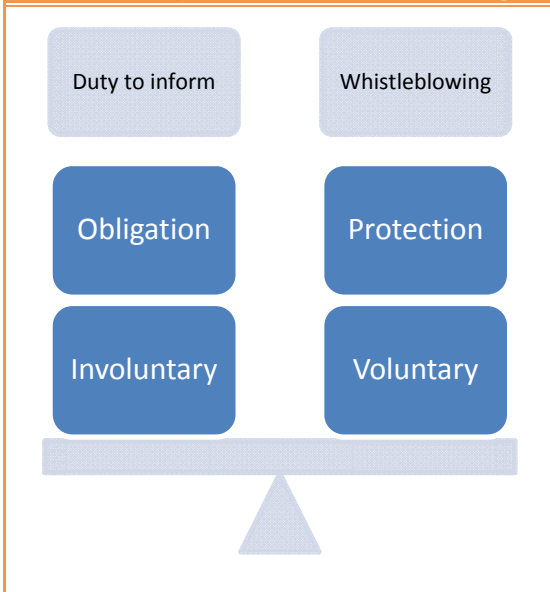 Duty to inform
Whistleblowing
Obligation
Protection
Involuntary
Voluntary